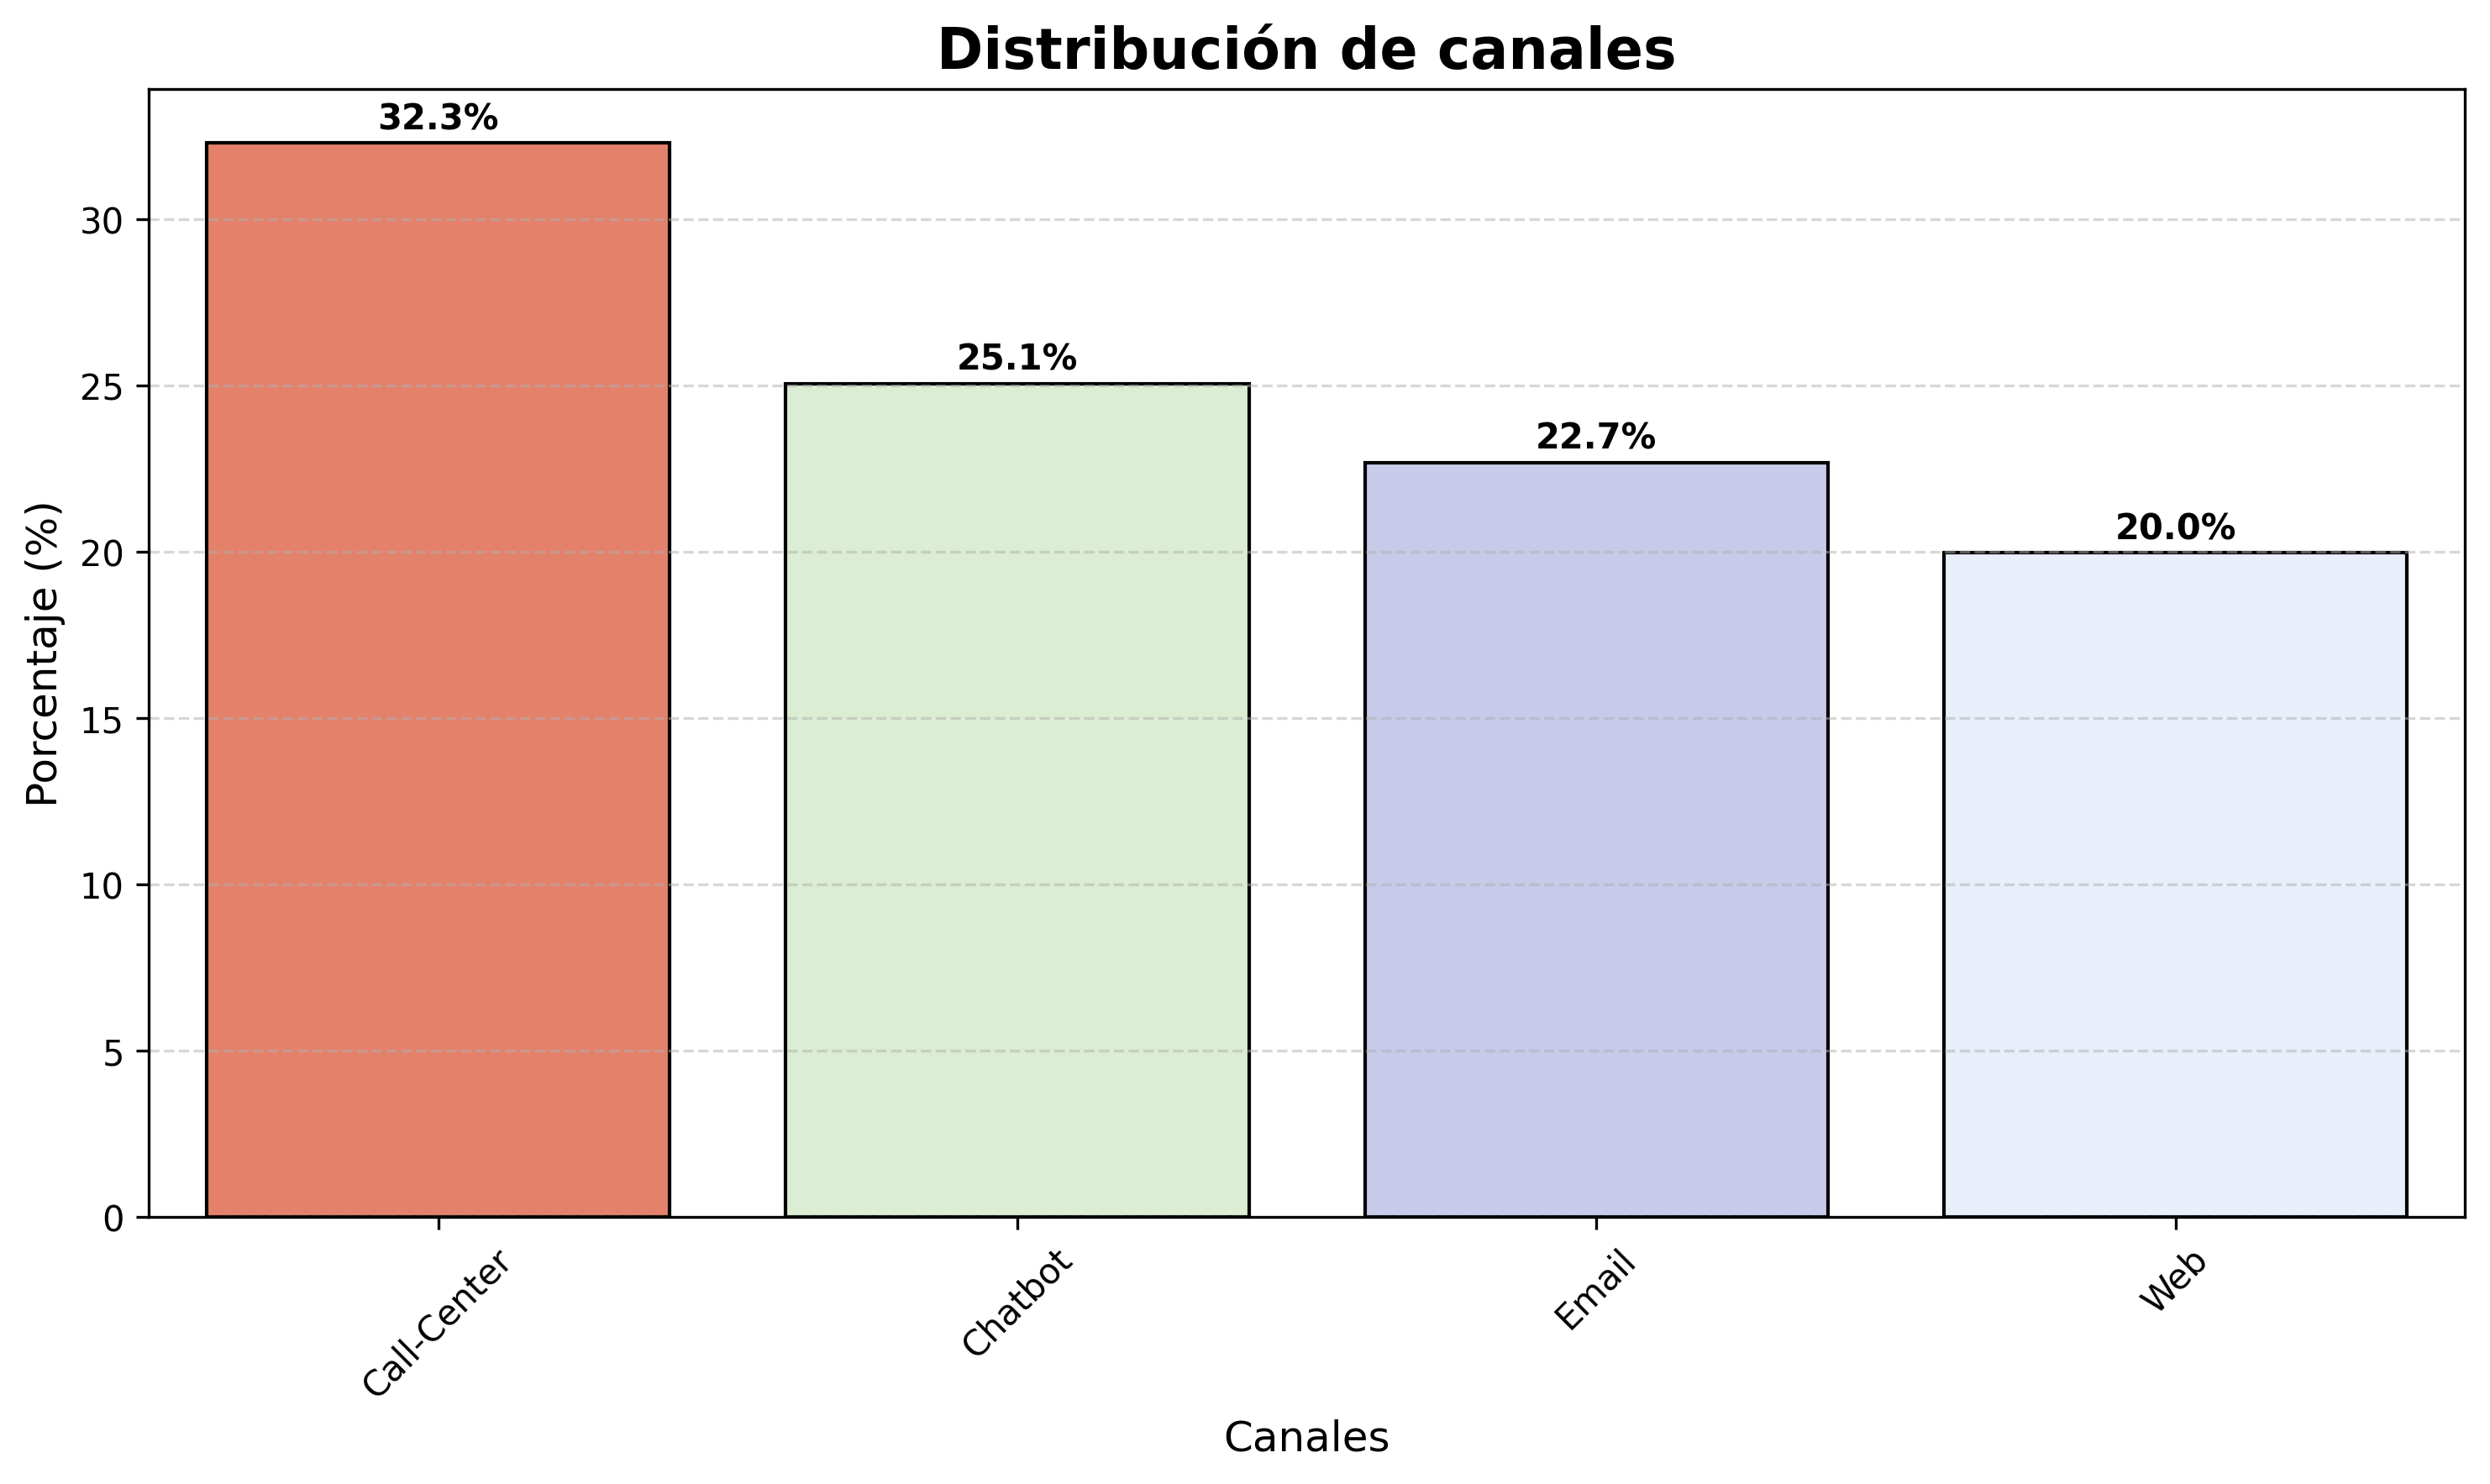 Distribución de canales
32.3%
25.1%
22.7%
20.0%
Porcentaje (%)
30
25
20
15
10
5
0
Call-Center
Chatbot
Email
Web
Canales